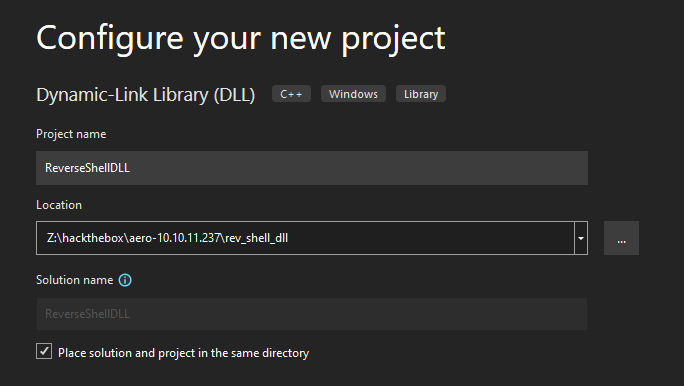 Configure your new project
Dynamic-Link Library (DLL) C++ Windows Library
Project name
ReverseShellDLL
Location
Z:\hackthebox\aero-10.10.11.237\rev_shell_dll
...
Solution name
ReverseShellDLL
Place solution and project in the same directory